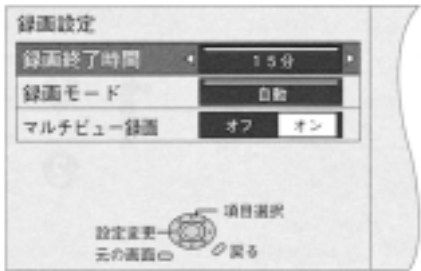 録画設定
録画終了時間 15分
録画モード 自動
マルチビュー録画 オフ オン
項目選択
設定変更
元の画面 戻る